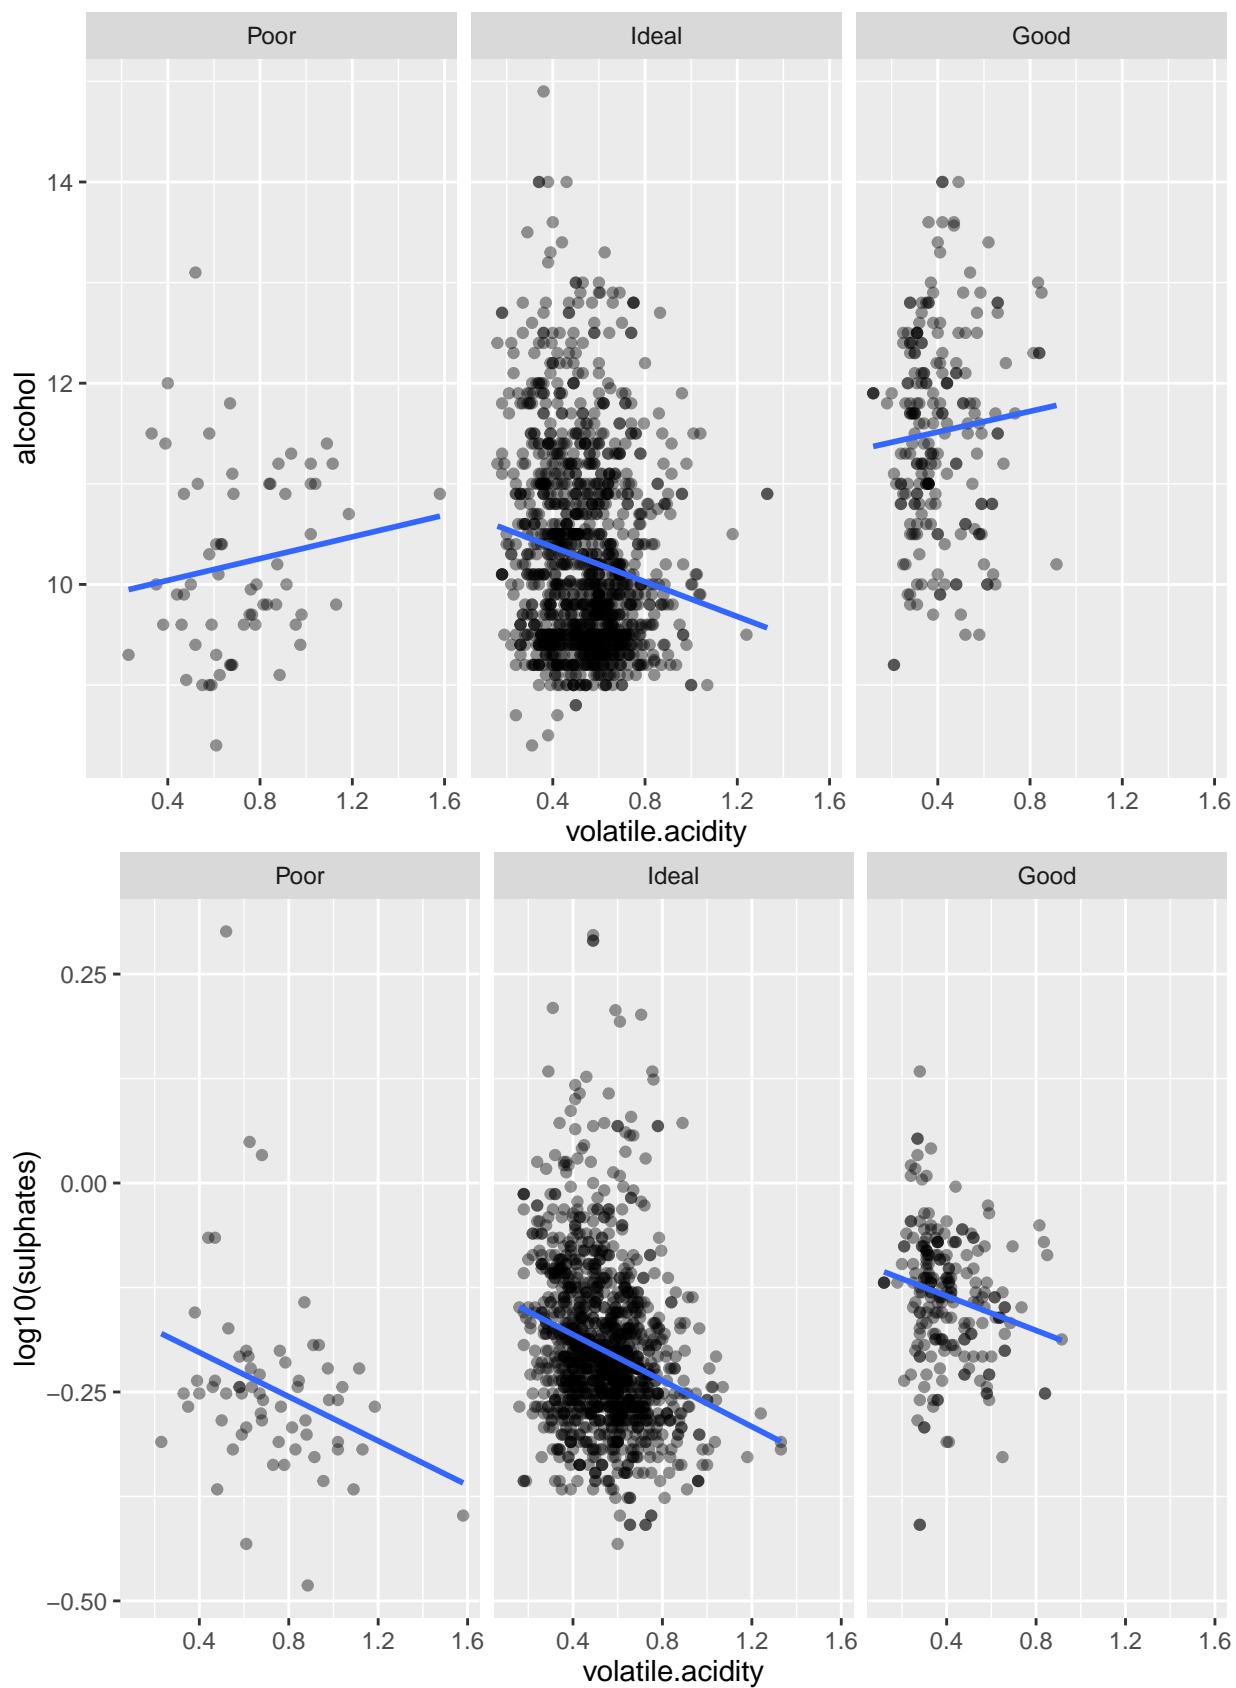 Poor Ideal Good
14
12
10
alcohol
0.4 0.8 1.2 1.6 0.4 0.8 1.2 1.6 0.4 0.8 1.2 1.6
volatile.acidity
Poor Ideal Good
0.25
0.00
−0.25
−0.50
log10(sulphates)
0.4 0.8 1.2 1.6 0.4 0.8 1.2 1.6 0.4 0.8 1.2 1.6
volatile.acidity